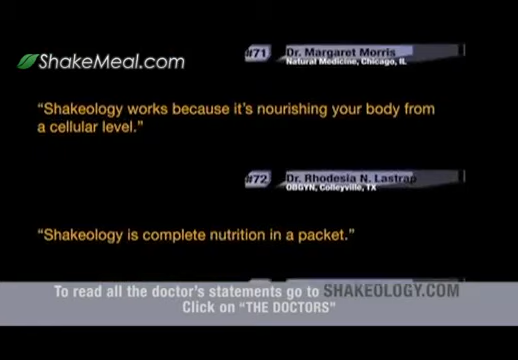 ShakeMeal.com
#71 Dr. Margaret Morris
Natural Medicine, Chicago, IL
“Shakeology works because it’s nourishing your body from
a cellular level.”
#72 Dr. Rhodesia N. Lastrap
OBGYN, Colleyville, TX
“Shakeology is complete nutrition in a packet.”
To read all the doctor’s statements go to SHAKEOLOGY.COM
Click on “THE DOCTORS”